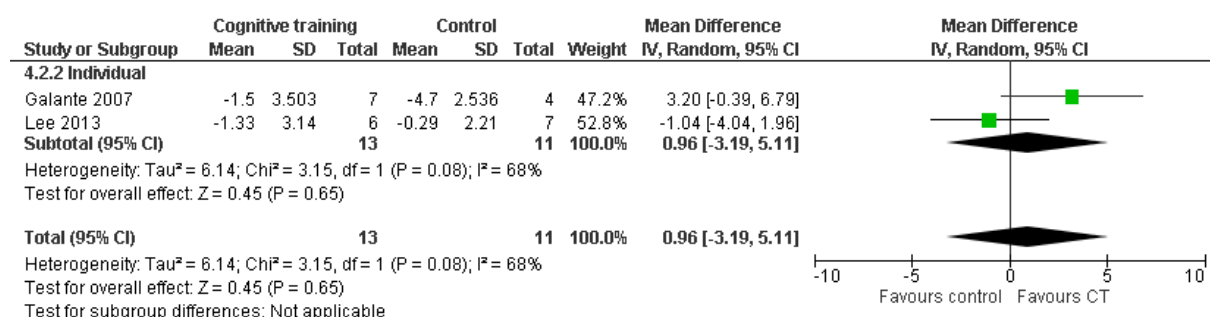 Cognitive training Control Mean Difference Mean Difference
Study or Subgroup Mean SD Total Mean SD Total Weight IV, Random, 95% CI IV, Random, 95% CI
4.2.2 Individual
Galante 2007 -1.5 3.503 7 -4.7 2.536 4 47.2% 3.20 [-0.39, 6.79]
Lee 2013 -1.33 3.14 6 -0.29 2.21 7 52.8% -1.04 [-4.04, 1.96]
Subtotal (95% CI) 13 11 100.0% 0.96 [-3.19, 5.11]
Heterogeneity: Tau² = 6.14; Chi² = 3.15, df = 1 (P = 0.08); I² = 68%
Test for overall effect: Z = 0.45 (P = 0.65)
Total (95% CI) 13 11 100.0% 0.96 [-3.19, 5.11]
Heterogeneity: Tau² = 6.14; Chi² = 3.15, df = 1 (P = 0.08); I² = 68%
Test for overall effect: Z = 0.45 (P = 0.65)
Test for subgroup differences: Not applicable
-10 -5 0 5 10
Favours control Favours CT